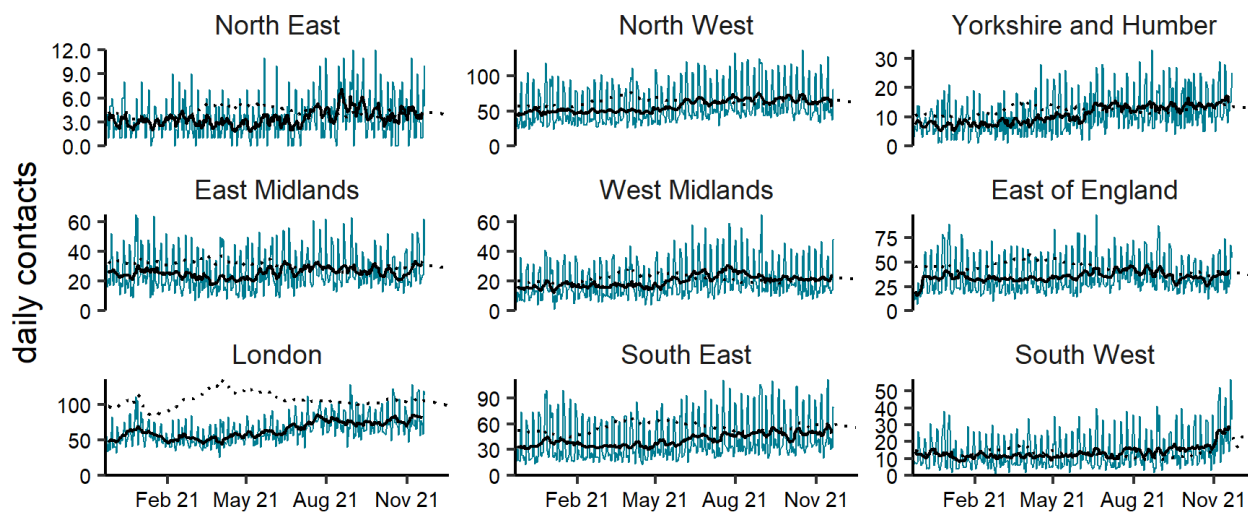 North East
North West
Yorkshire and Humber
12.0
9.0
6.0
3.0
0.0
100
50
0
30
20
10
0
East Midlands
West Midlands
East of England
60
40
20
0
60
40
20
0
75
50
25
0
London
South East
South West
100
50
0
90
60
30
0
50
40
30
20
10
0
Feb 21 May 21 Aug 21 Nov 21
Feb 21 May 21 Aug 21 Nov 21
Feb 21 May 21 Aug 21 Nov 21
daily contacts